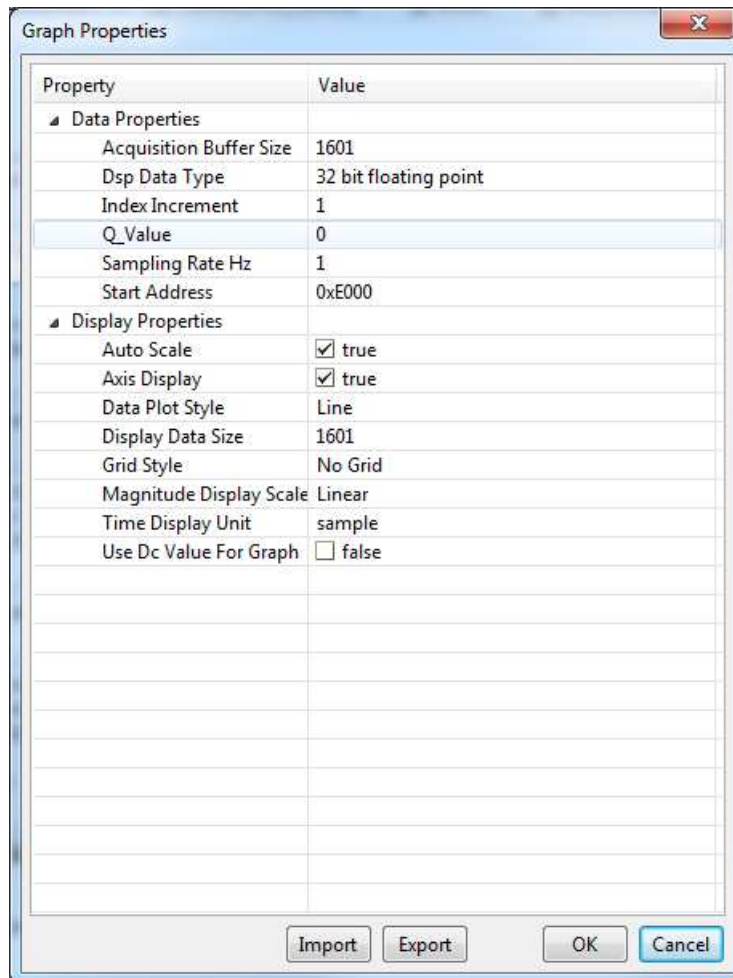 Graph Properties
Property Value
Data Properties
Acquisition Buffer Size 1601
Dsp Data Type 32 bit floating point
Index Increment 1
Q_Value 0
Sampling Rate Hz 1
Start Address 0xE000
Display Properties
Auto Scale true
Axis Display true
Data Plot Style Line
Display Data Size 1601
Grid Style No Grid
Magnitude Display Scale Linear
Time Display Unit sample
Use Dc Value For Graph false
Import Export OK Cancel